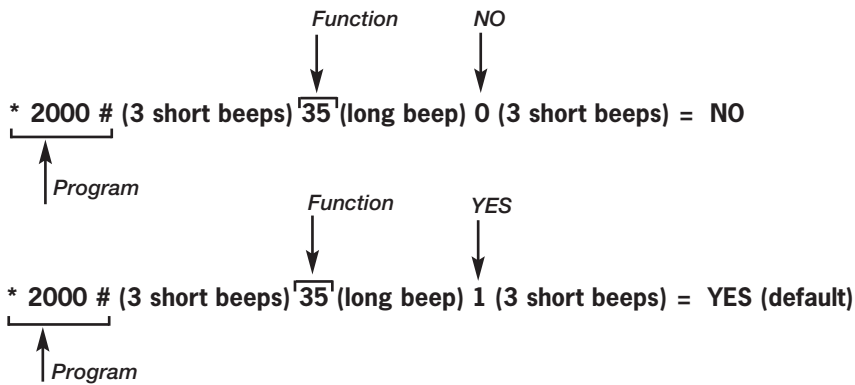 Function NO
* 2000 # (3 short beeps) 35 (long beep) 0 (3 short beeps) = NO
Program
Function YES
* 2000 # (3 short beeps) 35 (long beep) 1 (3 short beeps) = YES (default)
Program